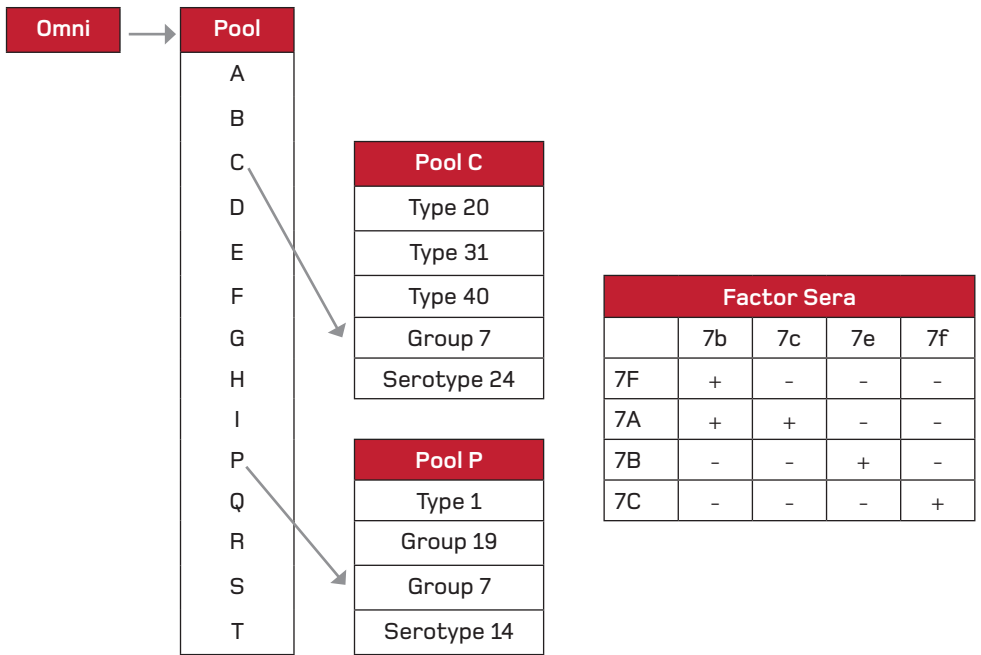 Omni
Pool
A
B
C
D
E
F
G
H
I
P
Q
R
S
T
Pool C
Type 20
Type 31
Type 40
Group 7
Serotype 24
Pool P
Type 1
Group 19
Group 7
Serotype 14
Factor Sera
7b 7c 7e 7f
7F + - - -
7A + + - -
7B - - + -
7C - - - +